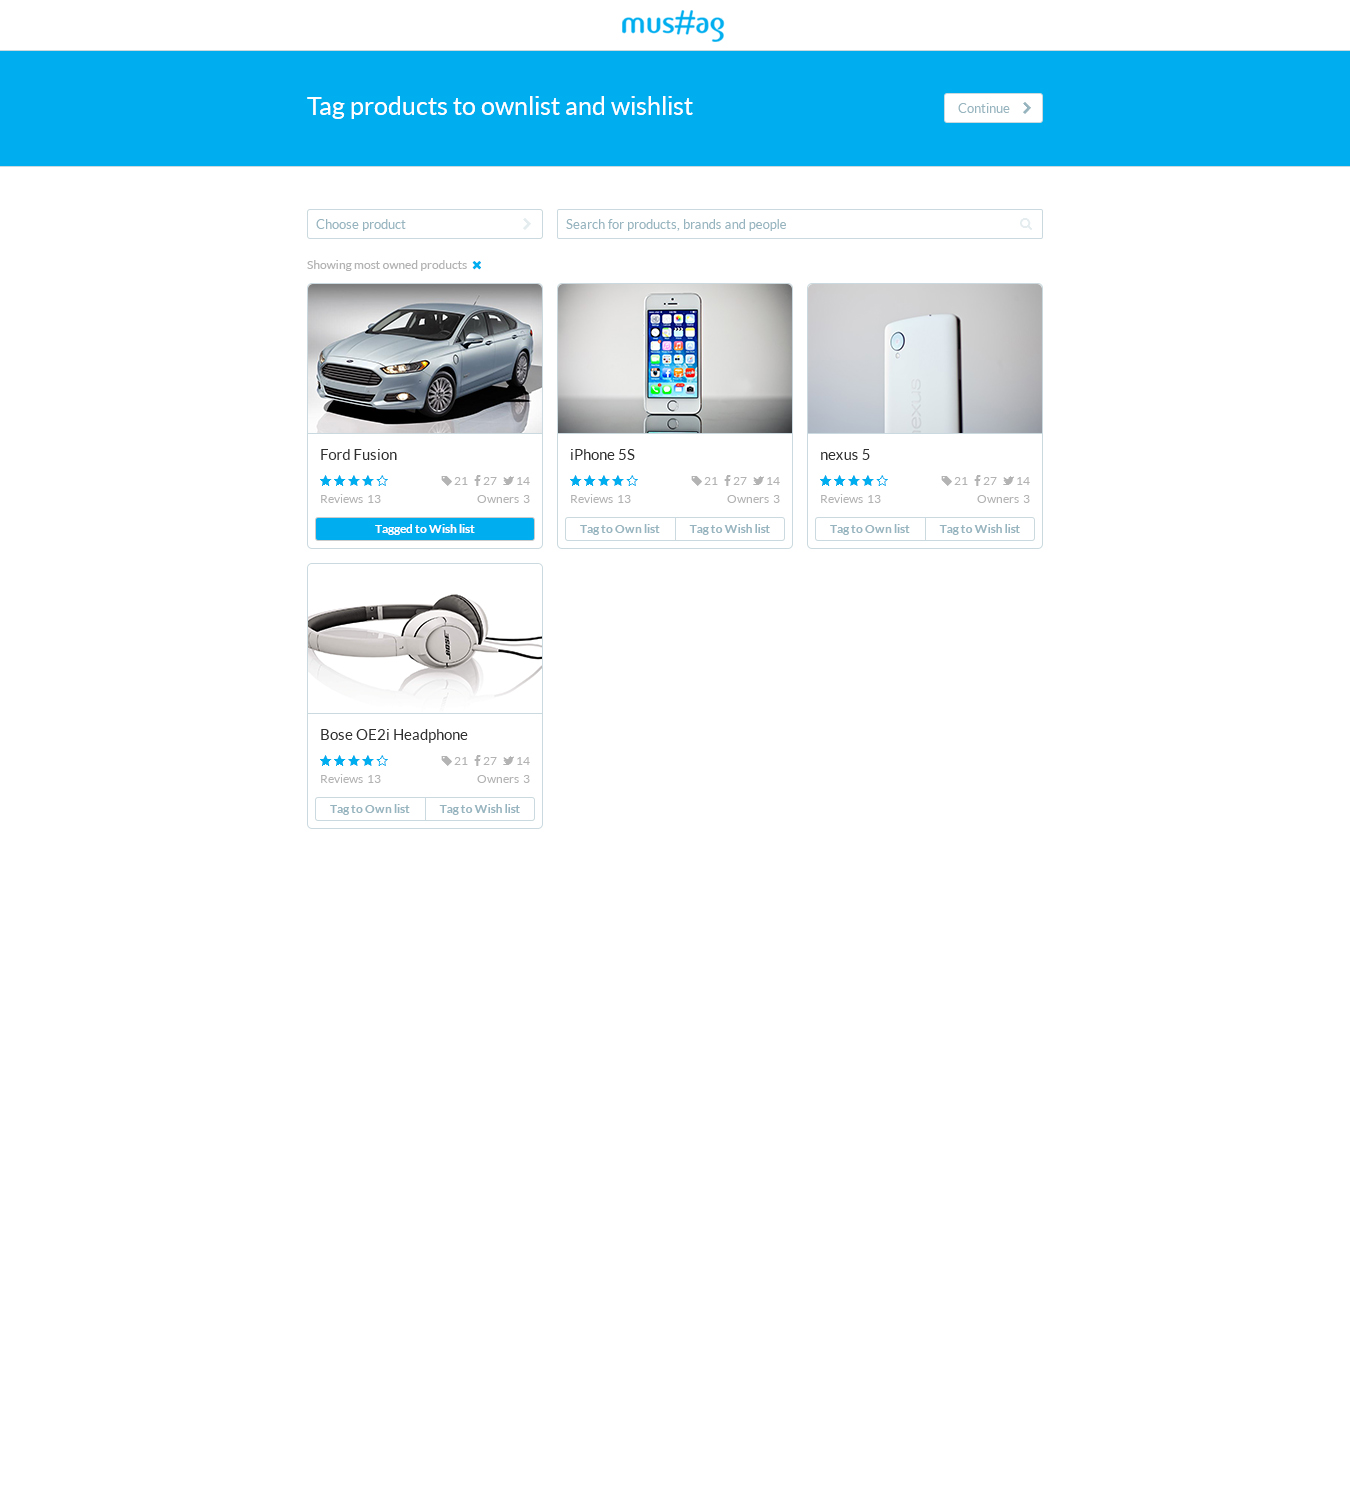 mus#ag
Tag products to ownlist and wishlist
Continue
Choose product
Search for products, brands and people
Showing most owned products
Ford Fusion
21 27 14
Reviews 13
Owners 3
Tagged to Wish list
iPhone 5S
21 27 14
Reviews 13
Owners 3
Tag to Own list
Tag to Wish list
nexus
nexus 5
21 27 14
Reviews 13
Owners 3
Tag to Own list
Tag to Wish list
BOSE
Bose OE2i Headphone
21 27 14
Reviews 13
Owners 3
Tag to Own list
Tag to Wish list